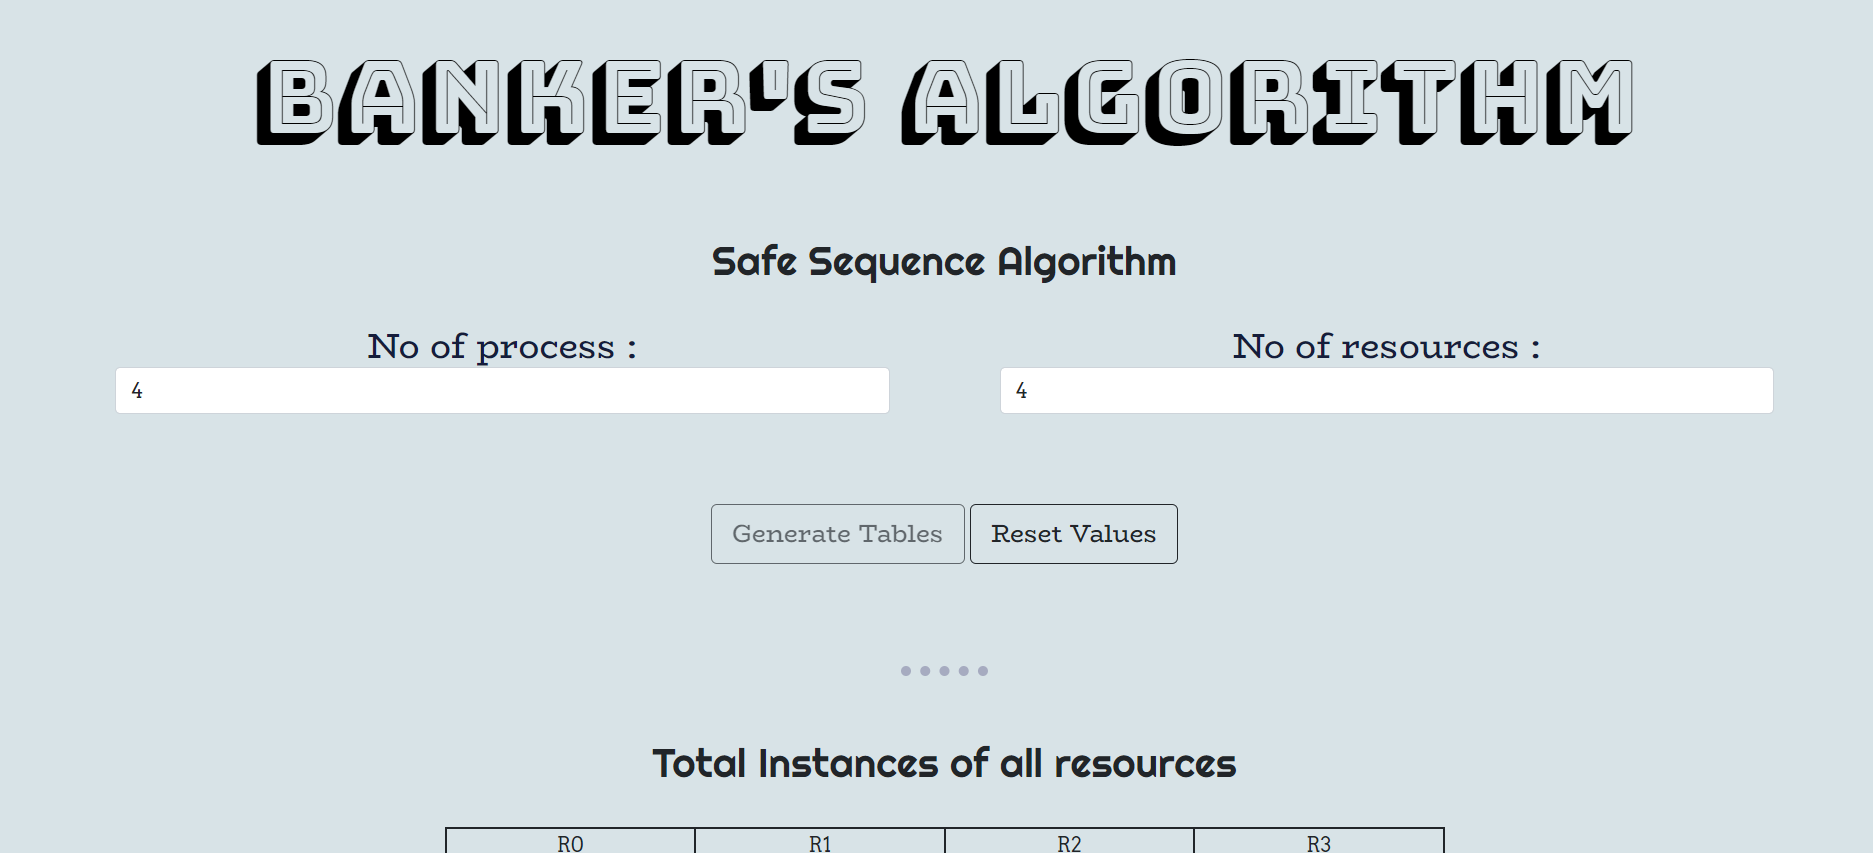 BANKER'S ALGORITHM
Safe Sequence Algorithm
No of process :
No of resources :
4
4
Generate Tables
Reset Values
Total Instances of all resources
R0 R1 R2 R3